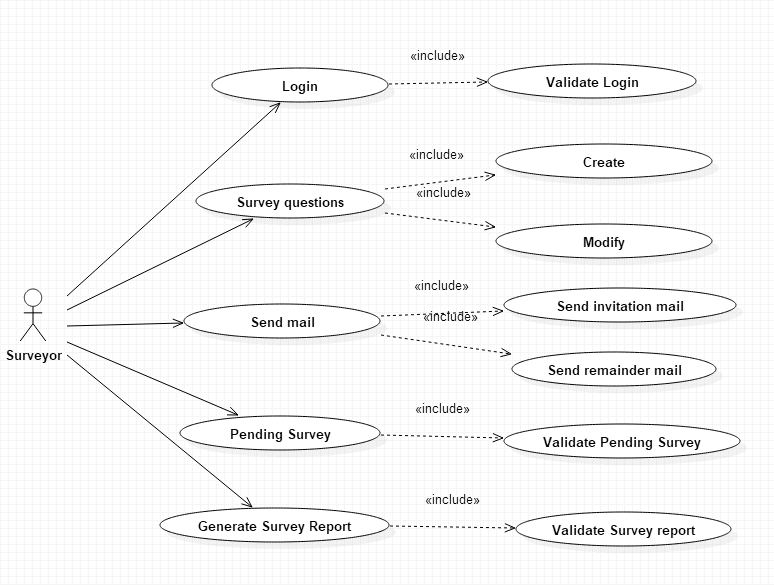 «include»
Login
Validate Login
«include»
Create
Survey questions
«include»
Modify
«include»
Send invitation mail
Send mail
«include»
Surveyor
Send remainder mail
«include»
Pending Survey
Validate Pending Survey
«include»
Generate Survey Report
Validate Survey report